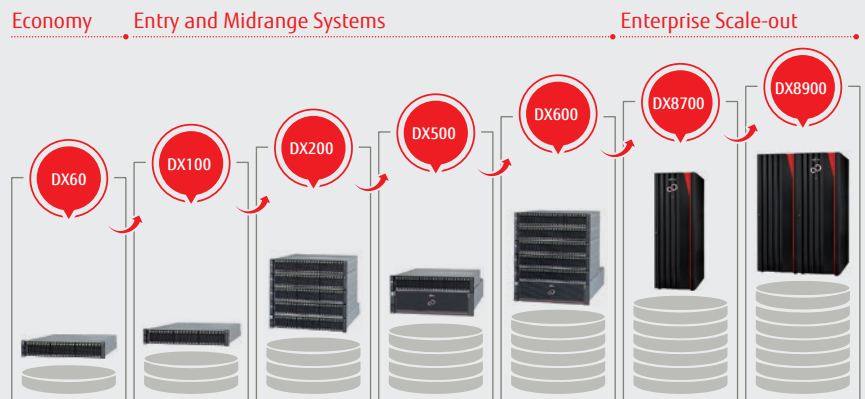 Economy
Entry and Midrange Systems
Enterprise Scale-out
DX60
DX100
DX200
DX500
DX600
DX8700
DX8900